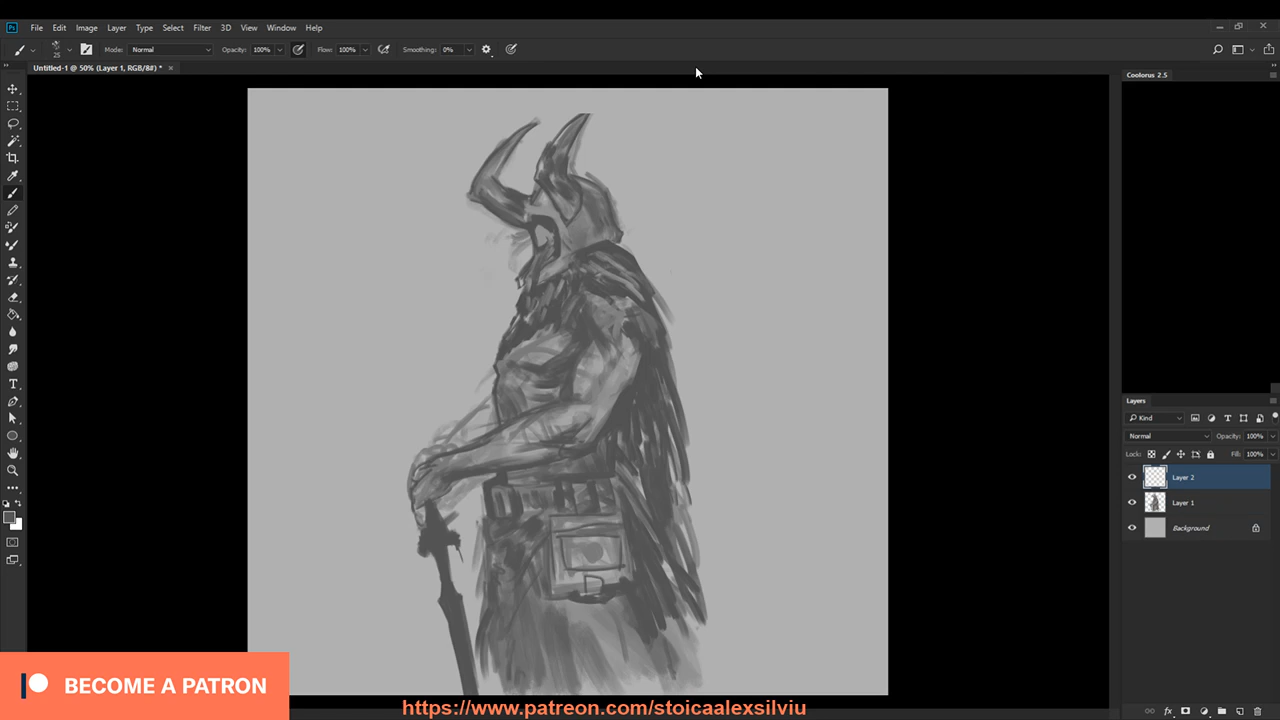 Ps File Edit Image Layer Type Select Filter 3D View Window Help
25 Mode: Normal Opacity: 100% Flow: 100% Smoothing: 0%
Untitled-1 @ 50% (Layer 1, RGB/8#) *
Coolorus 2.5
Layers
Kind
Normal Opacity: 100%
Lock: Fill: 100%
Layer 2
Layer 1
Background
BECOME A PATRON
https://www.patreon.com/stoicaalexsilviu